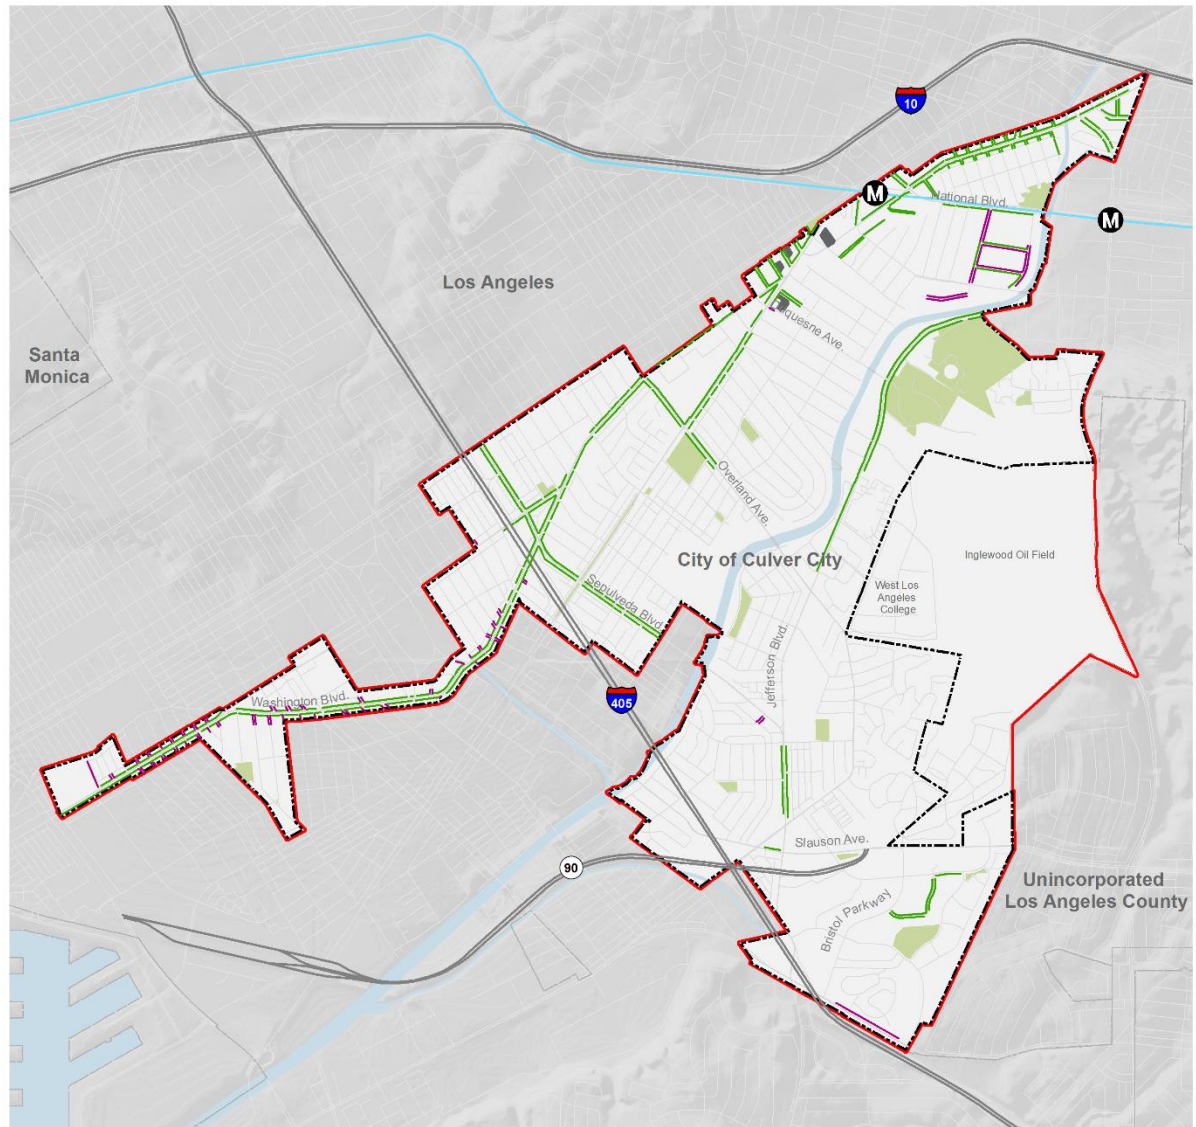 10
M
National Blvd.
M
Los Angeles
Santa
Monica
quesne Ave.
Overland Ave.
City of Culver City
Inglewood Oil Field
West Los
Angeles
College
Sepulveda Blvd.
Jefferson Blvd.
Washington Blvd.
405
Slauson Ave.
90
Unincorporated
Los Angeles County
Bristol Parkway